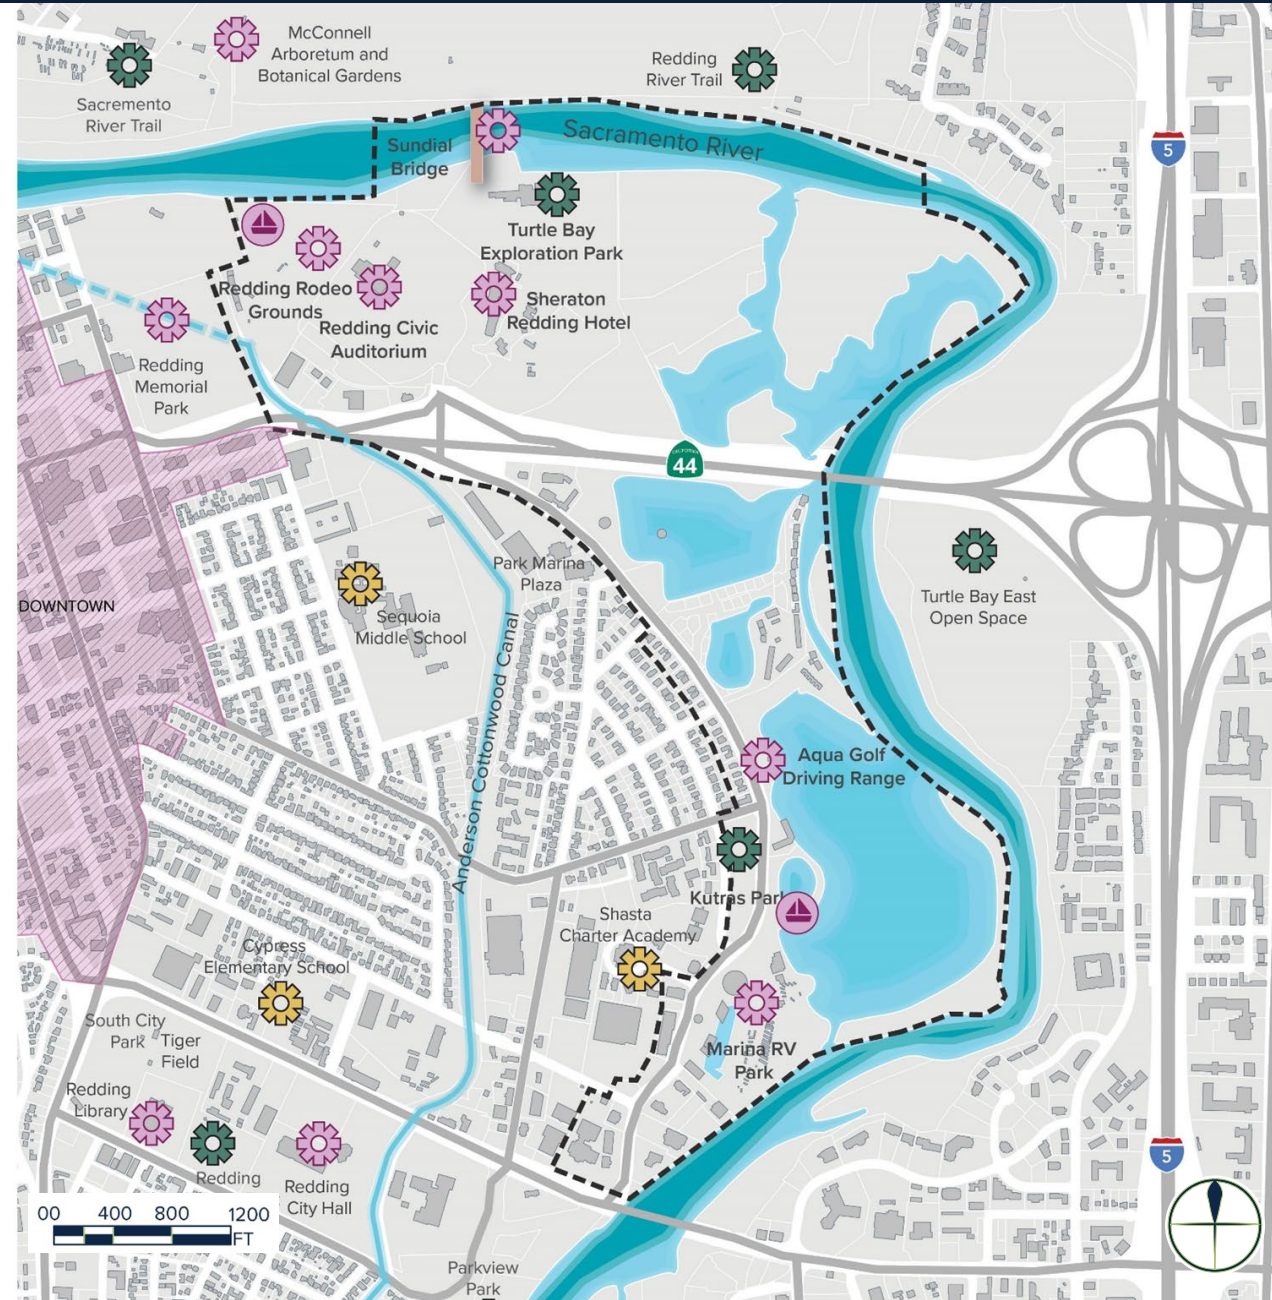 McConnell
Arboretum and
Botanical Gardens
Redding
River Trail
Sacremento
River Trail
Sundial
Bridge
Sacramento River
5
Turtle Bay
Exploration Park
Redding Rodeo
Grounds
Sheraton
Redding Hotel
Redding Civic
Auditorium
Redding
Memorial
Park
CALIFORNIA
44
Park Marina
Plaza
DOWNTOWN
Sequoia
Middle School
Turtle Bay East
Open Space
Anderson Cottonwood Canal
Aqua Golf
Driving Range
Kutras Park
Shasta
Charter Academy
Cypress
Elementary School
South City
Park
Tiger
Field
Marina RV
Park
Redding
Library
5
Redding
Redding
City Hall
00 400 800 1200
FT
Parkview
Park